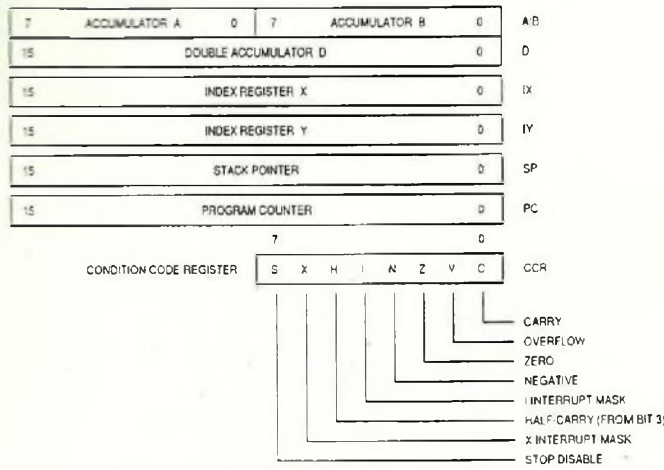 7 ACCUMULATOR A 0 7 ACCUMULATOR B 0 A:B
15 DOUBLE ACCUMULATOR D 0 D
15 INDEX REGISTER X 0 IX
15 INDEX REGISTER Y 0 IY
15 STACK POINTER 0 SP
15 PROGRAM COUNTER 0 PC
7 0
CONDITION CODE REGISTER S X H I N Z V C CCR
CARRY
OVERFLOW
ZERO
NEGATIVE
I INTERRUPT MASK
HALF-CARRY (FROM BIT 3)
X INTERRUPT MASK
STOP DISABLE